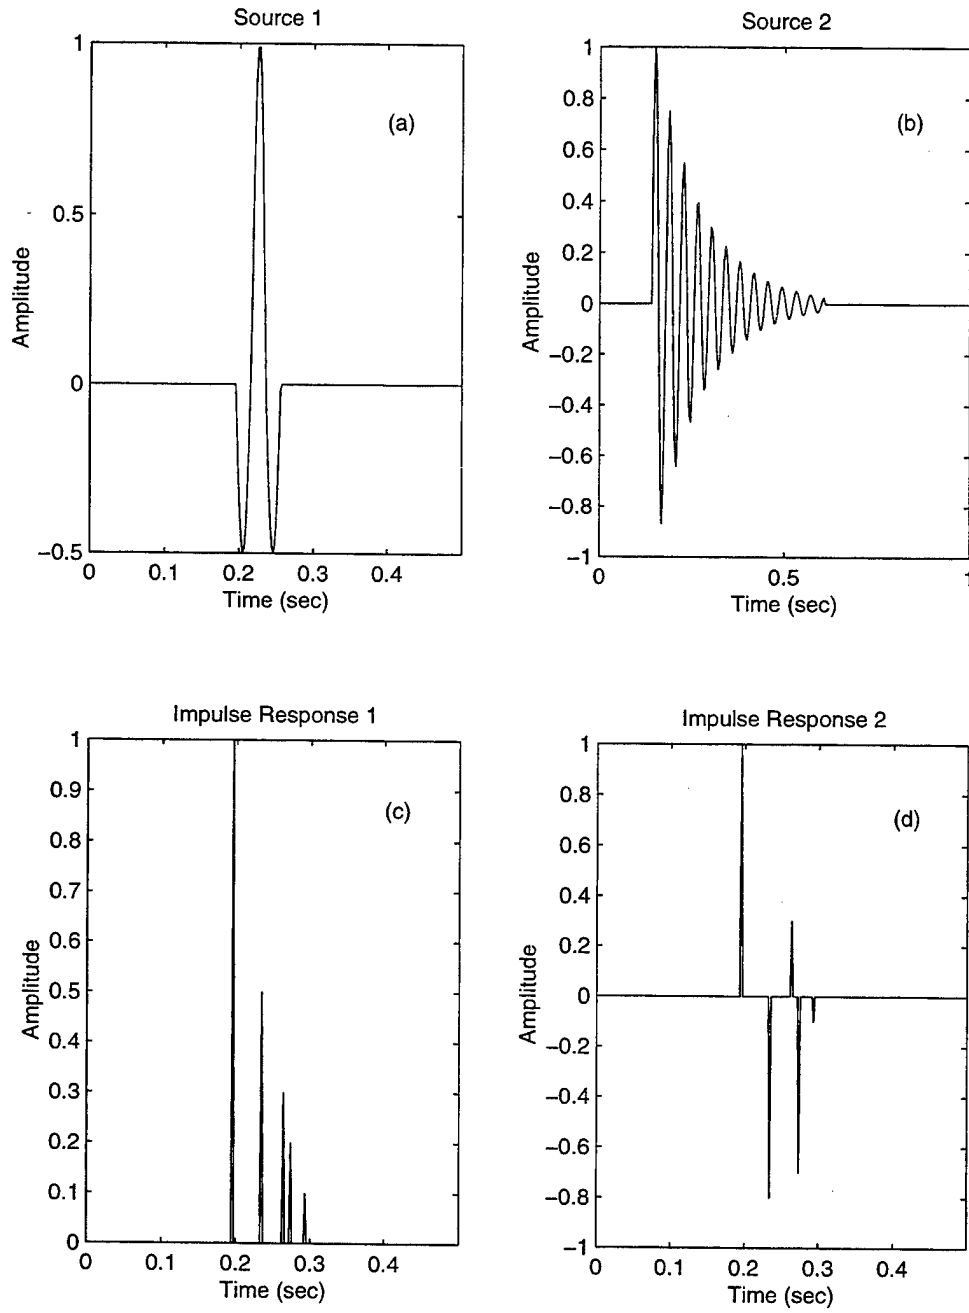 Source 1
1
0.5
0
−0.5
Amplitude
(a)
0 0.1 0.2 0.3 0.4
Time (sec)
Source 2
1
0.8
0.6
0.4
0.2
0
−0.2
−0.4
−0.6
−0.8
−1
Amplitude
(b)
0 0.5 1
Time (sec)
Impulse Response 1
1
0.9
0.8
0.7
0.6
0.5
0.4
0.3
0.2
0.1
0
Amplitude
(c)
0 0.1 0.2 0.3 0.4
Time (sec)
Impulse Response 2
1
0.8
0.6
0.4
0.2
0
−0.2
−0.4
−0.6
−0.8
−1
Amplitude
(d)
0 0.1 0.2 0.3 0.4
Time (sec)